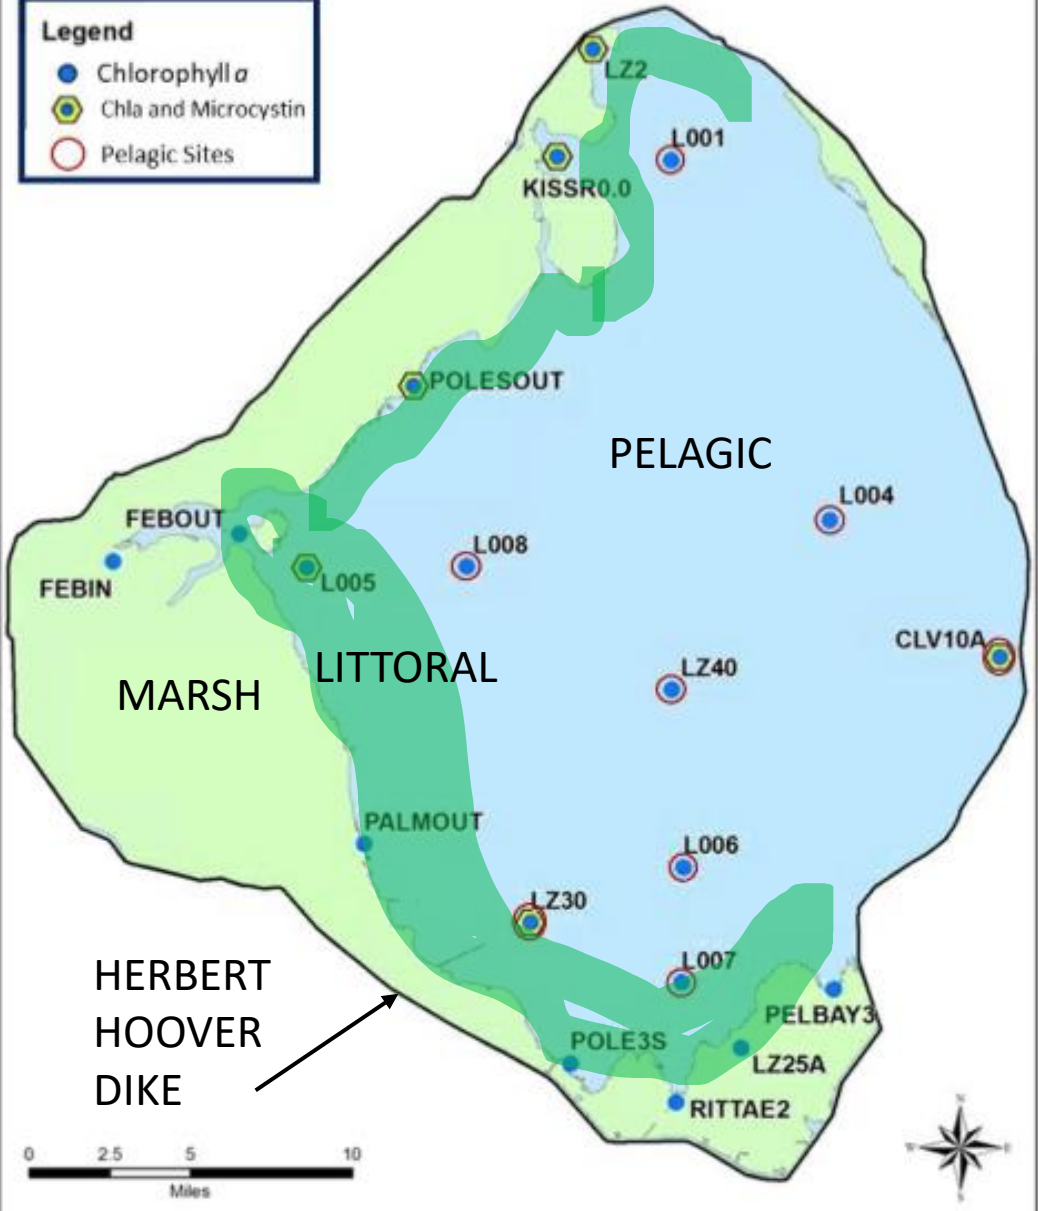 Legend
Chlorophyll a
Chla and Microcystin
Pelagic Sites
LZ2
L001
KISSR0.0
POLESOUT
PELAGIC
L004
FEBOUT
L008
FEBIN
L005
CLV10A
LITTORAL
LZ40
MARSH
PALMOUT
L006
LZ30
L007
HERBERT
HOOVER
DIKE
PELBAY3
POLE3S
LZ25A
RITTAE2
N
W
E
S
0 2.5 5 10
Miles